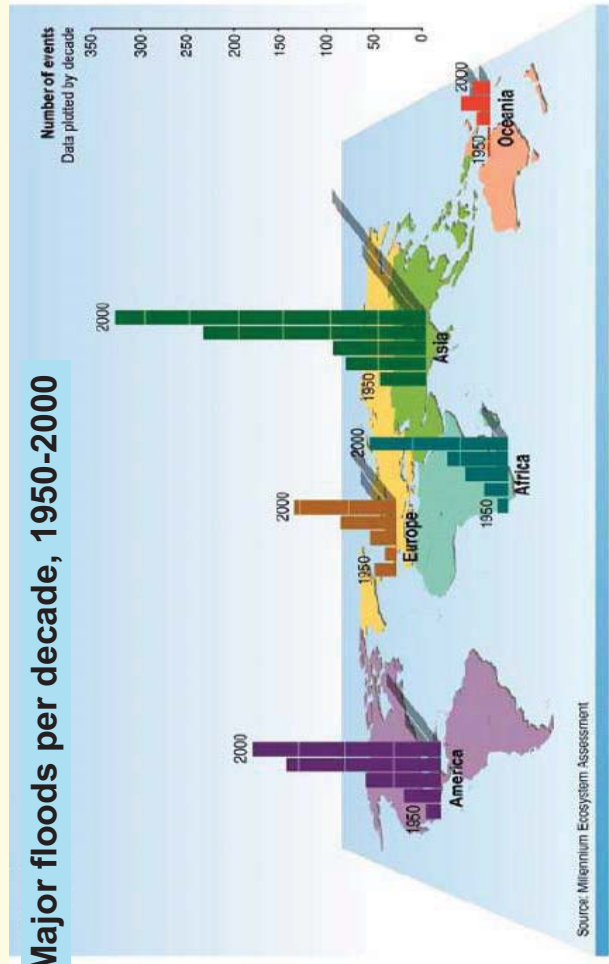 Major floods per decade, 1950-2000
Number of events
Data plotted by decade
350
300
250
200
150
100
50
0
2000
1950
America
2000
1950
Europe
2000
1950
Africa
2000
1950
Asia
2000
1950
Oceania
Source: Millennium Ecosystem Assessment